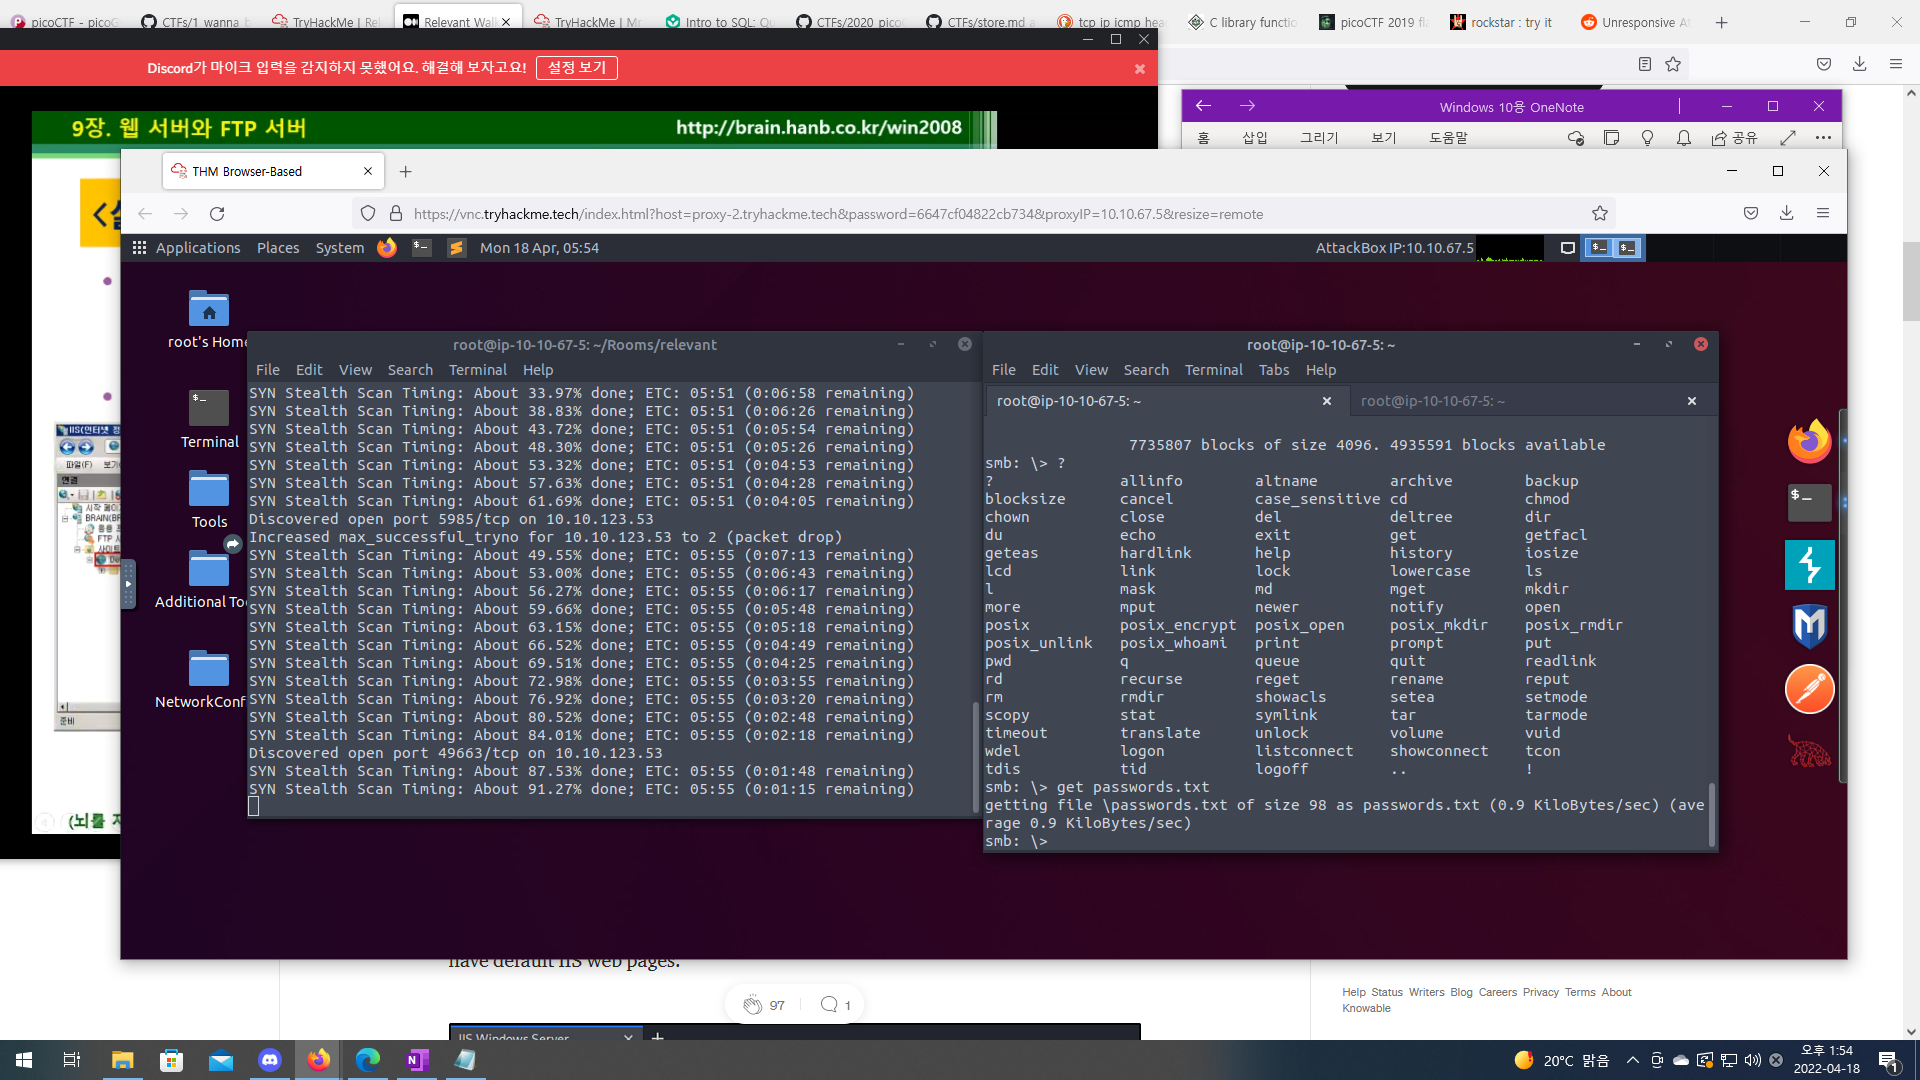 picoCTF - picoG
CTFs/1_wanna_b
TryHackMe | Rel
Relevant Walk
TryHackMe | Mr
Intro to SQL: Qu
CTFs/2020_pico
CTFs/store.md a
tcp ip icmp hea
C library functio
picoCTF 2019 fla
rockstar : try it
Unresponsive A
Discord가 마이크 입력을 감지하지 못했어요. 해결해 보자고요! 설정 보기
9장. 웹 서버와 FTP 서버
http://brain.hanb.co.kr/win2008
Windows 10용 OneNote
홈 삽입 그리기 보기 도움말 공유
THM Browser-Based
https://vnc.tryhackme.tech/index.html?host=proxy-2.tryhackme.tech&password=6647cf04822cb734&proxyIP=10.10.67.5&resize=remote
Applications Places System Mon 18 Apr, 05:54 AttackBox IP:10.10.67.5
root's Home
Terminal
Tools
Additional Too
NetworkConf
root@ip-10-10-67-5: ~/Rooms/relevant
File Edit View Search Terminal Help
SYN Stealth Scan Timing: About 33.97% done; ETC: 05:51 (0:06:58 remaining)
SYN Stealth Scan Timing: About 38.83% done; ETC: 05:51 (0:06:26 remaining)
SYN Stealth Scan Timing: About 43.72% done; ETC: 05:51 (0:05:54 remaining)
SYN Stealth Scan Timing: About 48.30% done; ETC: 05:51 (0:05:26 remaining)
SYN Stealth Scan Timing: About 53.32% done; ETC: 05:51 (0:04:53 remaining)
SYN Stealth Scan Timing: About 57.63% done; ETC: 05:51 (0:04:28 remaining)
SYN Stealth Scan Timing: About 61.69% done; ETC: 05:51 (0:04:05 remaining)
Discovered open port 5985/tcp on 10.10.123.53
Increased max_successful_tryno for 10.10.123.53 to 2 (packet drop)
SYN Stealth Scan Timing: About 49.55% done; ETC: 05:55 (0:07:13 remaining)
SYN Stealth Scan Timing: About 53.00% done; ETC: 05:55 (0:06:43 remaining)
SYN Stealth Scan Timing: About 56.27% done; ETC: 05:55 (0:06:17 remaining)
SYN Stealth Scan Timing: About 59.66% done; ETC: 05:55 (0:05:48 remaining)
SYN Stealth Scan Timing: About 63.15% done; ETC: 05:55 (0:05:18 remaining)
SYN Stealth Scan Timing: About 66.52% done; ETC: 05:55 (0:04:49 remaining)
SYN Stealth Scan Timing: About 69.51% done; ETC: 05:55 (0:04:25 remaining)
SYN Stealth Scan Timing: About 72.98% done; ETC: 05:55 (0:03:55 remaining)
SYN Stealth Scan Timing: About 76.92% done; ETC: 05:55 (0:03:20 remaining)
SYN Stealth Scan Timing: About 80.52% done; ETC: 05:55 (0:02:48 remaining)
SYN Stealth Scan Timing: About 84.01% done; ETC: 05:55 (0:02:18 remaining)
Discovered open port 49663/tcp on 10.10.123.53
SYN Stealth Scan Timing: About 87.53% done; ETC: 05:55 (0:01:48 remaining)
SYN Stealth Scan Timing: About 91.27% done; ETC: 05:55 (0:01:15 remaining)
root@ip-10-10-67-5: ~
File Edit View Search Terminal Tabs Help
root@ip-10-10-67-5: ~ root@ip-10-10-67-5: ~
7735807 blocks of size 4096. 4935591 blocks available
smb: \> ?
? allinfo altname archive backup
blocksize cancel case_sensitive cd chmod
chown close del deltree dir
du echo exit get getfacl
geteas hardlink help history iosize
lcd link lock lowercase ls
l mask md mget mkdir
more mput newer notify open
posix posix_encrypt posix_open posix_mkdir posix_rmdir
posix_unlink posix_whoami print prompt put
pwd q queue quit readlink
rd recurse reget rename reput
rm rmdir showacls setea setmode
scopy stat symlink tar tarmode
timeout translate unlock volume vuid
wdel logon listconnect showconnect tcon
tdis tid logoff .. !
smb: \> get passwords.txt
getting file \passwords.txt of size 98 as passwords.txt (0.9 KiloBytes/sec) (ave
rage 0.9 KiloBytes/sec)
smb: \>
have default IIS web pages.
97 1
IIS Windows Server
Help Status Writers Blog Careers Privacy Terms About
Knowable
20°C 맑음
오후 1:54
2022-04-18
1